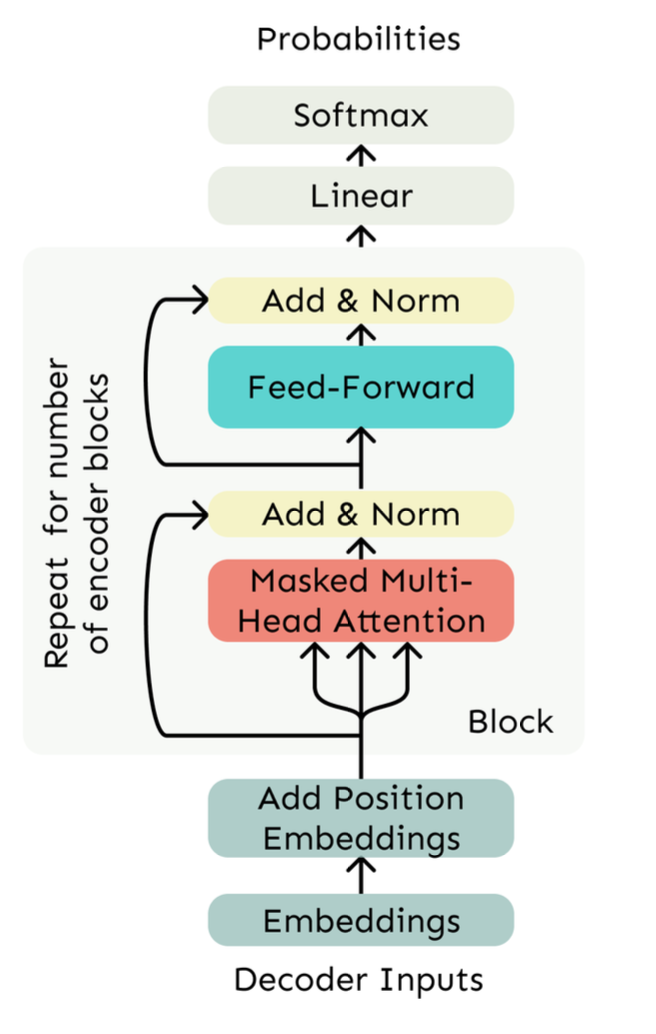 Probabilities
Softmax
Linear
Add & Norm
Feed-Forward
Repeat for number
of encoder blocks
Add & Norm
Masked Multi-
Head Attention
Block
Add Position
Embeddings
Embeddings
Decoder Inputs